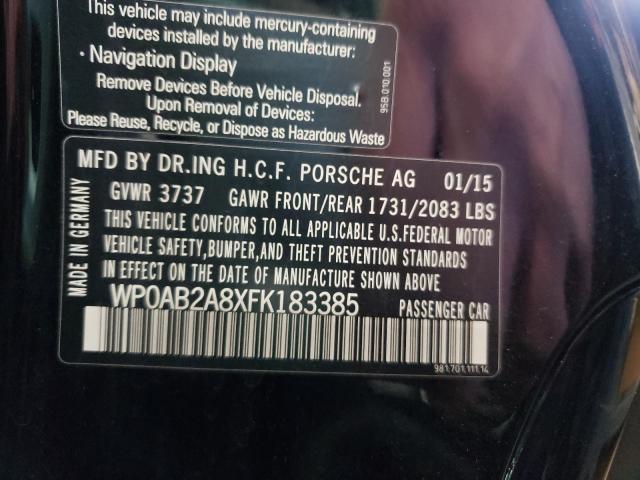 This vehicle may include mercury-containing
devices installed by the manufacturer:
· Navigation Display
Remove Devices Before Vehicle Disposal.
Upon Removal of Devices:
Please Reuse, Recycle, or Dispose as Hazardous Waste
95B.010.001
MFD BY DR.ING H.C.F. PORSCHE AG 01/15
GVWR 3737 GAWR FRONT/REAR 1731/2083 LBS
THIS VEHICLE CONFORMS TO ALL APPLICABLE U.S.FEDERAL MOTOR
VEHICLE SAFETY,BUMPER,AND THEFT PREVENTION STANDARDS
IN EFFECT ON THE DATE OF MANUFACTURE SHOWN ABOVE.
WP0AB2A8XFK183385 PASSENGER CAR
MADE IN GERMANY
981.701.111.14